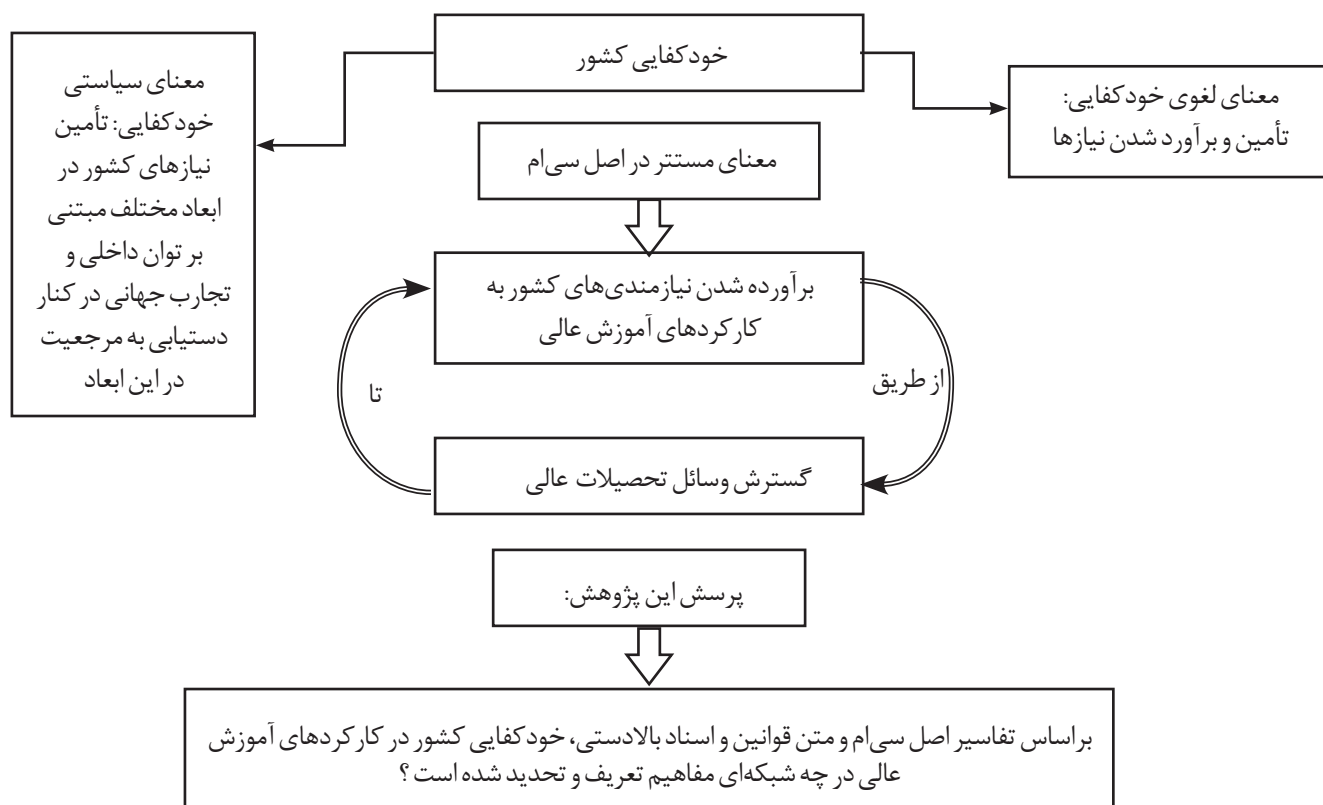 خودکفایی کشور
معنای لغوی خودکفایی:
تأمین و برآورد شدن نیازها
معنای سیاستی
خودکفایی: تأمین
نیازهای کشور در
ابعاد مختلف مبتنی
بر توان داخلی و
تجارب جهانی در کنار
دستیابی به مرجعیت
در این ابعاد
معنای مستتر در اصل سی‌ام
برآورده شدن نیازمندی‌های کشور به
کارکردهای آموزش عالی
از طریق
تا
گسترش وسائل تحصیلات عالی
پرسش این پژوهش:
براساس تفاسیر اصل سی‌ام و متن قوانین و اسناد بالادستی، خودکفایی کشور در کارکردهای آموزش
عالی در چه شبکه‌ای مفاهیم تعریف و تحدید شده است؟